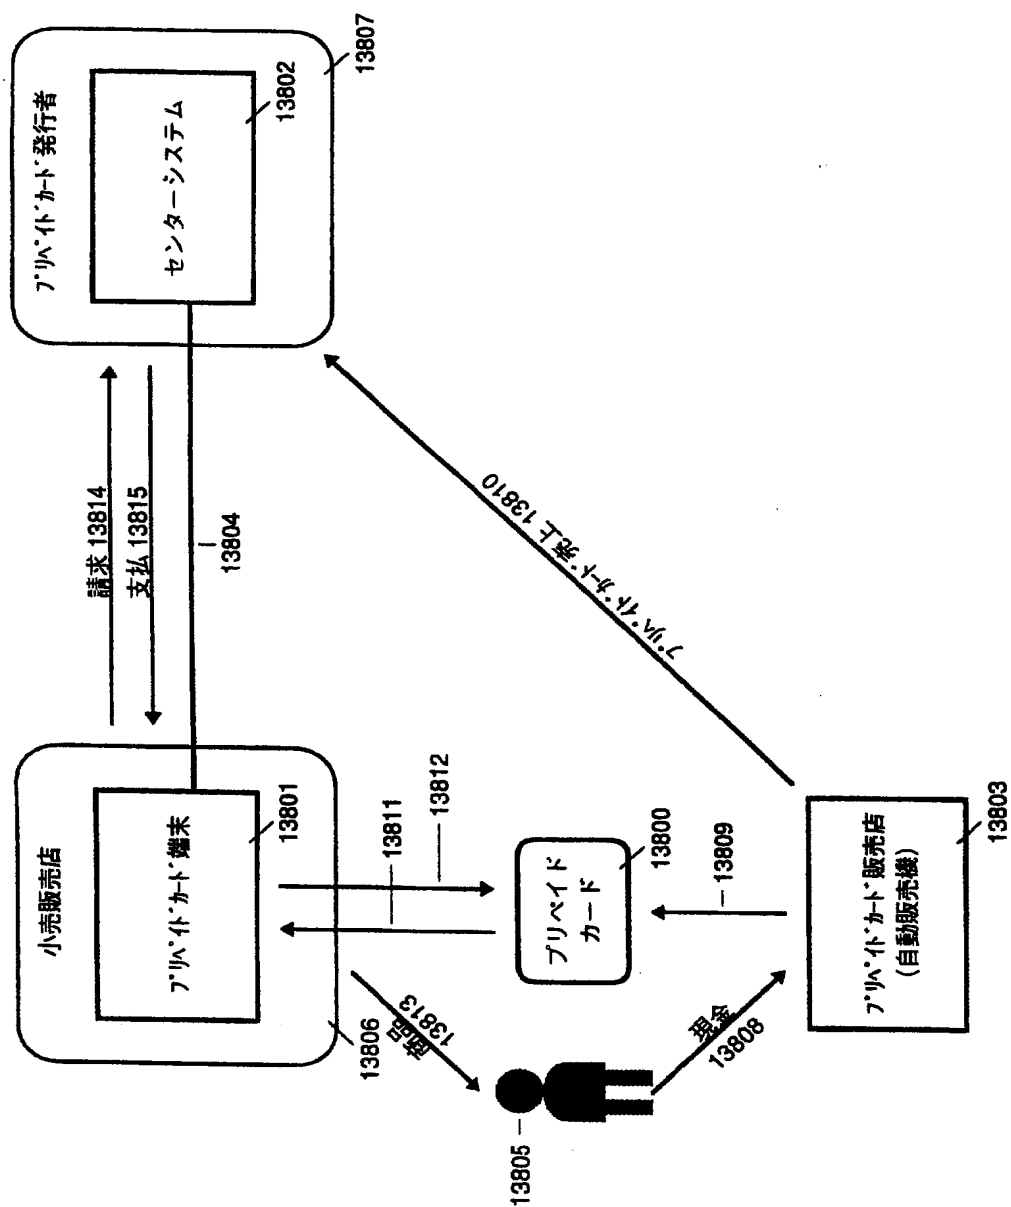 プリペイドカード発行者
センターシステム
13802
13807
請求 13814
支払 13815
13804
小売販売店
プリペイドカード端末
13801
13806
13811
13812
商品
13813
プリペイド
カード
13800
プリペイドカード売上 13810
13809
13805
現金
13808
プリペイドカード販売店
(自動販売機)
13803